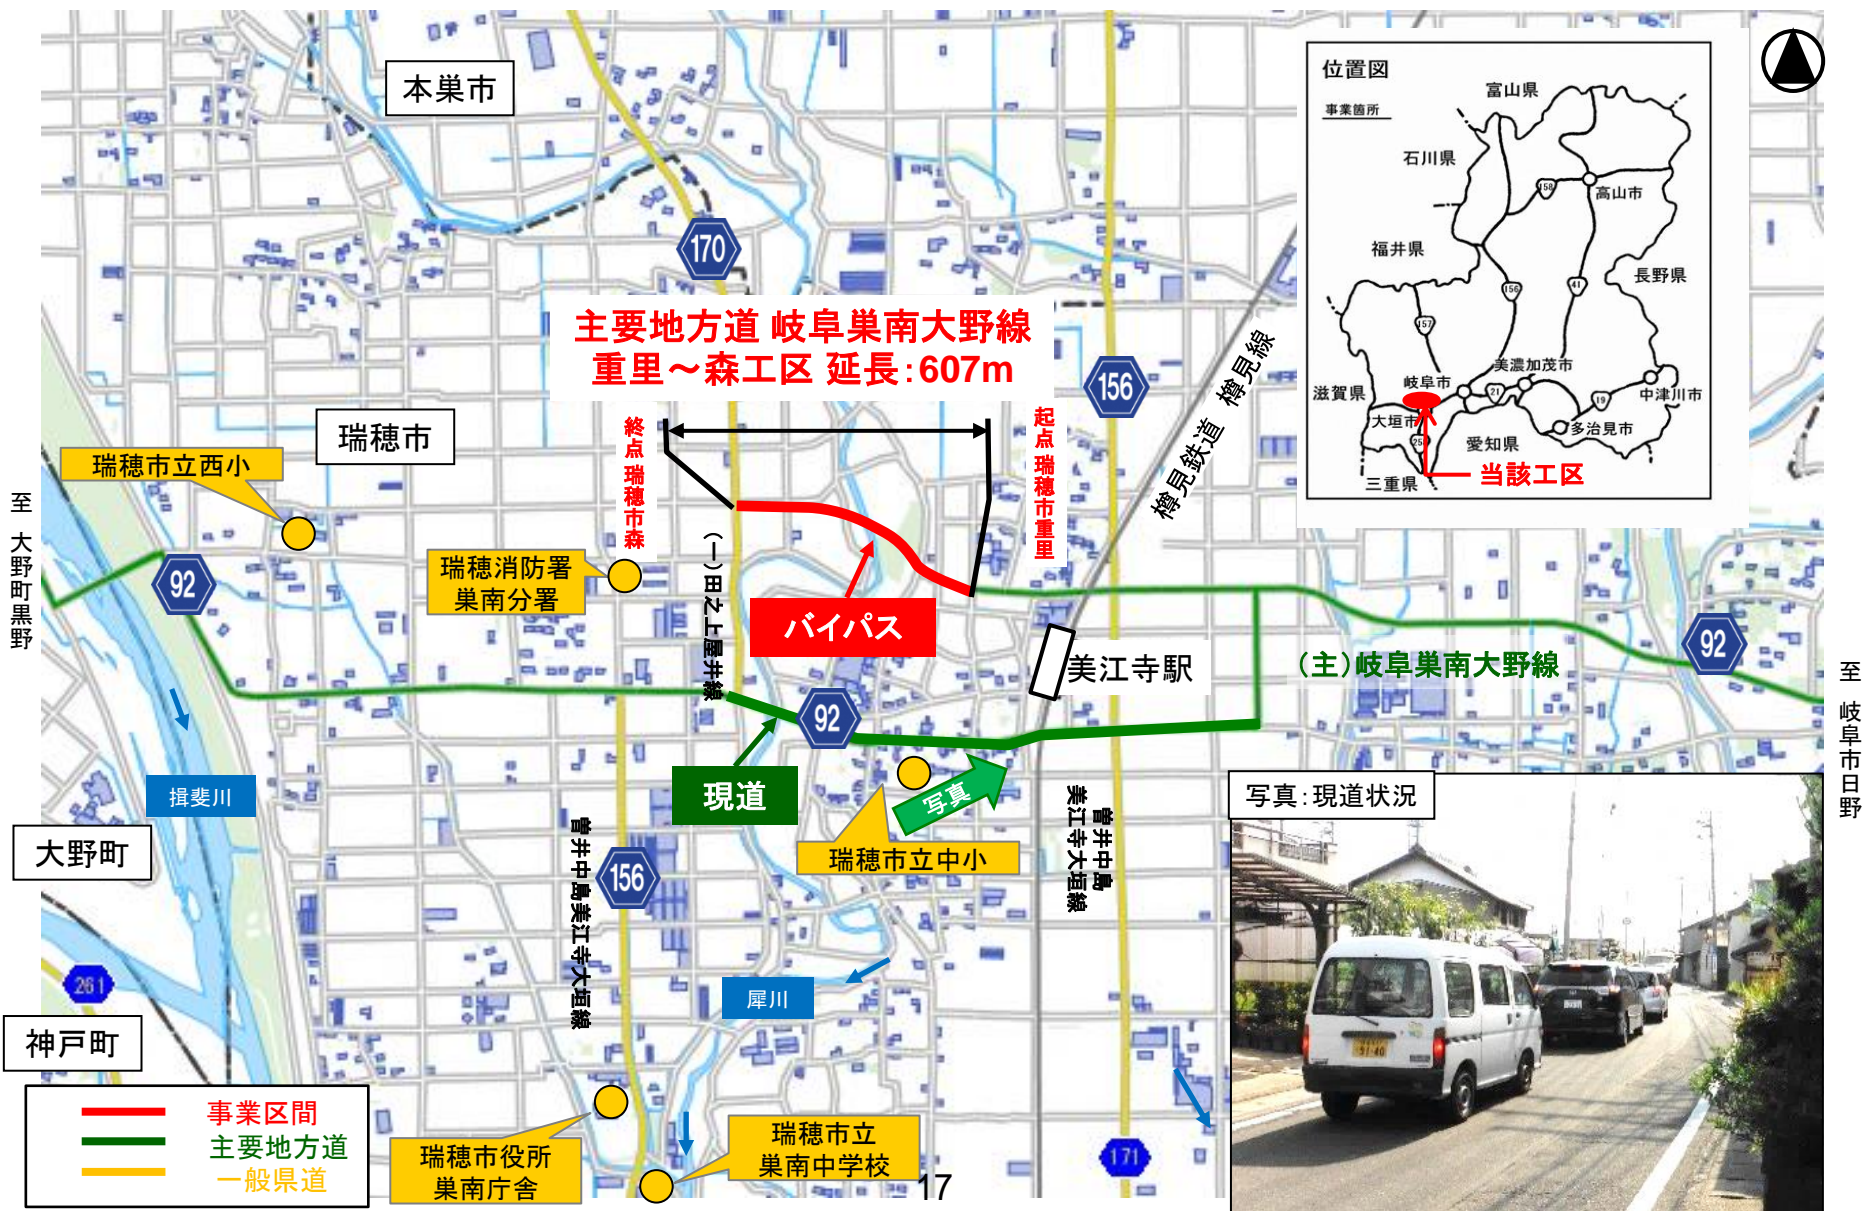 本巣市
位置図
事業箇所
富山県
石川県
158
高山市
福井県
長野県
156
41
157
美濃加茂市
岐阜市
21
滋賀県
中津川市
19
大垣市
多治見市
258
愛知県
三重県
当該工区
170
主要地方道 岐阜巣南大野線
重里～森工区 延長:607m
156
樽見鉄道 樽見線
終点 瑞穂市森
起点 瑞穂市重里
瑞穂市
瑞穂市立西小
至 大野町黒野
92
瑞穂消防署
巣南分署
(一)田之上屋井線
バイパス
美江寺駅
(主)岐阜巣南大野線
92
至 岐阜市日野
92
現道
写真
瑞穂市立中小
揖斐川
大野町
156
曽井中島美江寺大垣線
曽井中島
美江寺大垣線
写真:現道状況
261
犀川
神戸町
事業区間
主要地方道
一般県道
瑞穂市役所
巣南庁舎
瑞穂市立
巣南中学校
171
17